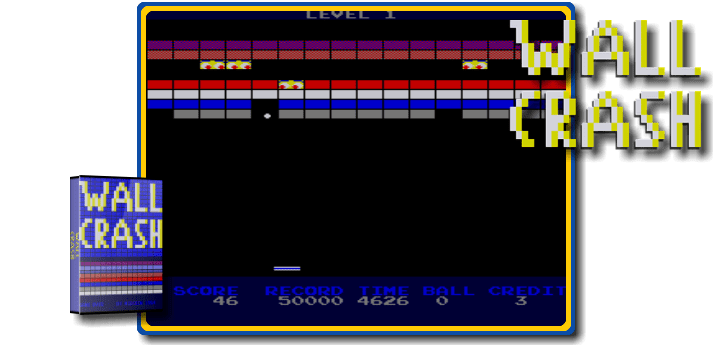 LEVEL 1
WALL
CRASH
WALL
CRASH
SCORE RECORD TIME BALL CREDIT
46 50000 4626 0 3